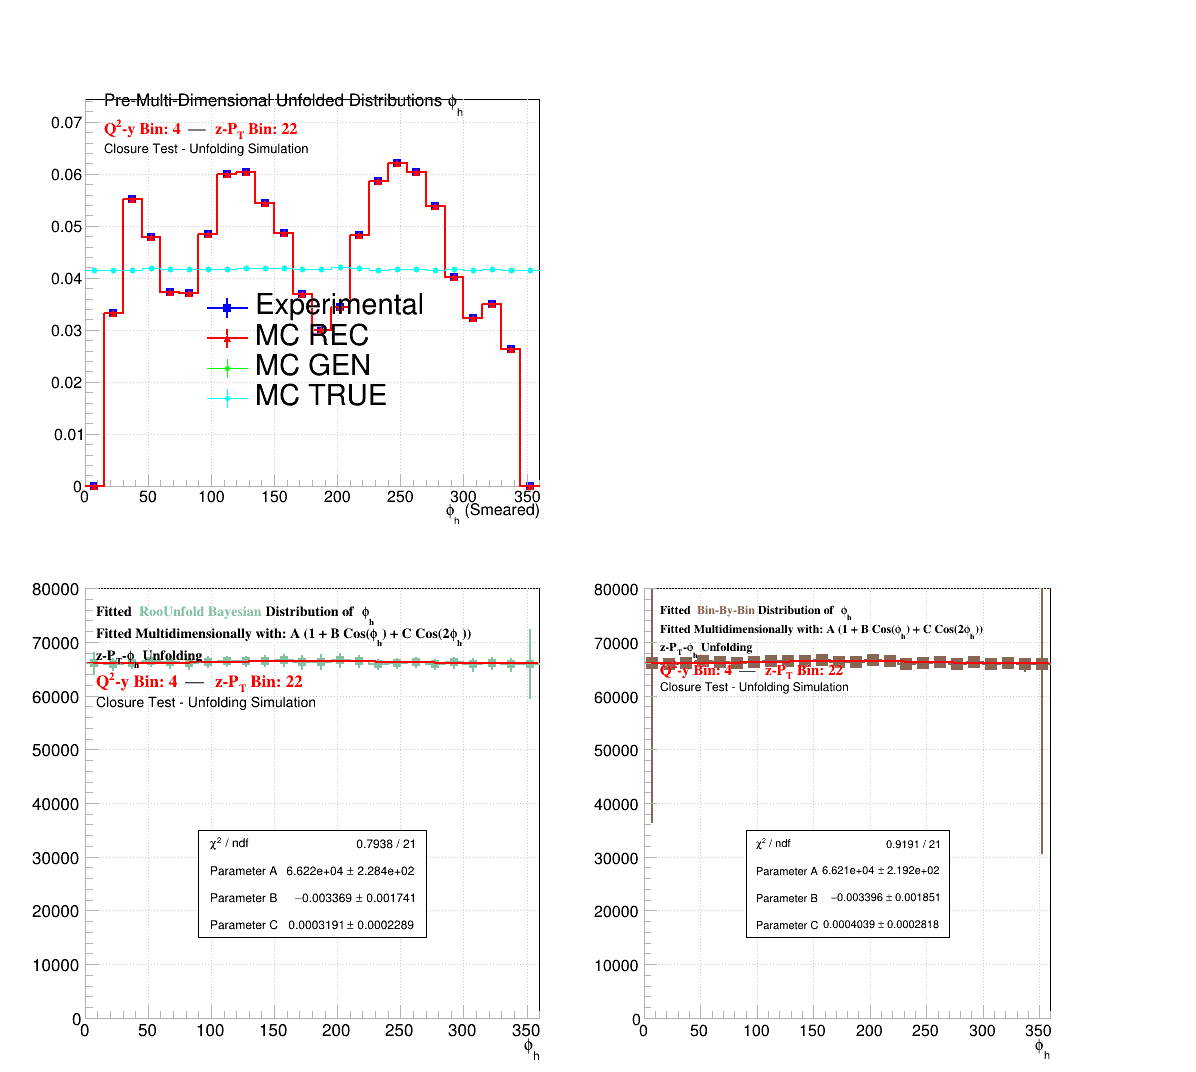 Pre-Multi-Dimensional Unfolded Distributions ϕh
Q2-y Bin: 4 — z-PT Bin: 22
Closure Test - Unfolding Simulation
0.07
0.06
0.05
0.04
0.03
0.02
0.01
0
Experimental
MC REC
MC GEN
MC TRUE
0 50 100 150 200 250 300 350
ϕh (Smeared)
80000
70000
60000
50000
40000
30000
20000
10000
0
Fitted RooUnfold Bayesian Distribution of ϕh
Fitted Multidimensionally with: A (1 + B Cos(ϕh) + C Cos(2ϕh))
z-PT-ϕh Unfolding
Q2-y Bin: 4 — z-PT Bin: 22
Closure Test - Unfolding Simulation
χ2 / ndf 0.7938 / 21
Parameter A 6.622e+04 ± 2.284e+02
Parameter B −0.003369 ± 0.001741
Parameter C 0.0003191 ± 0.0002289
0 50 100 150 200 250 300 350
ϕh
80000
70000
60000
50000
40000
30000
20000
10000
0
Fitted Bin-By-Bin Distribution of ϕh
Fitted Multidimensionally with: A (1 + B Cos(ϕh) + C Cos(2ϕh))
z-PT-ϕh Unfolding
Q2-y Bin: 4 — z-PT Bin: 22
Closure Test - Unfolding Simulation
χ2 / ndf 0.9191 / 21
Parameter A 6.621e+04 ± 2.192e+02
Parameter B −0.003396 ± 0.001851
Parameter C 0.0004039 ± 0.0002818
0 50 100 150 200 250 300 350
ϕh